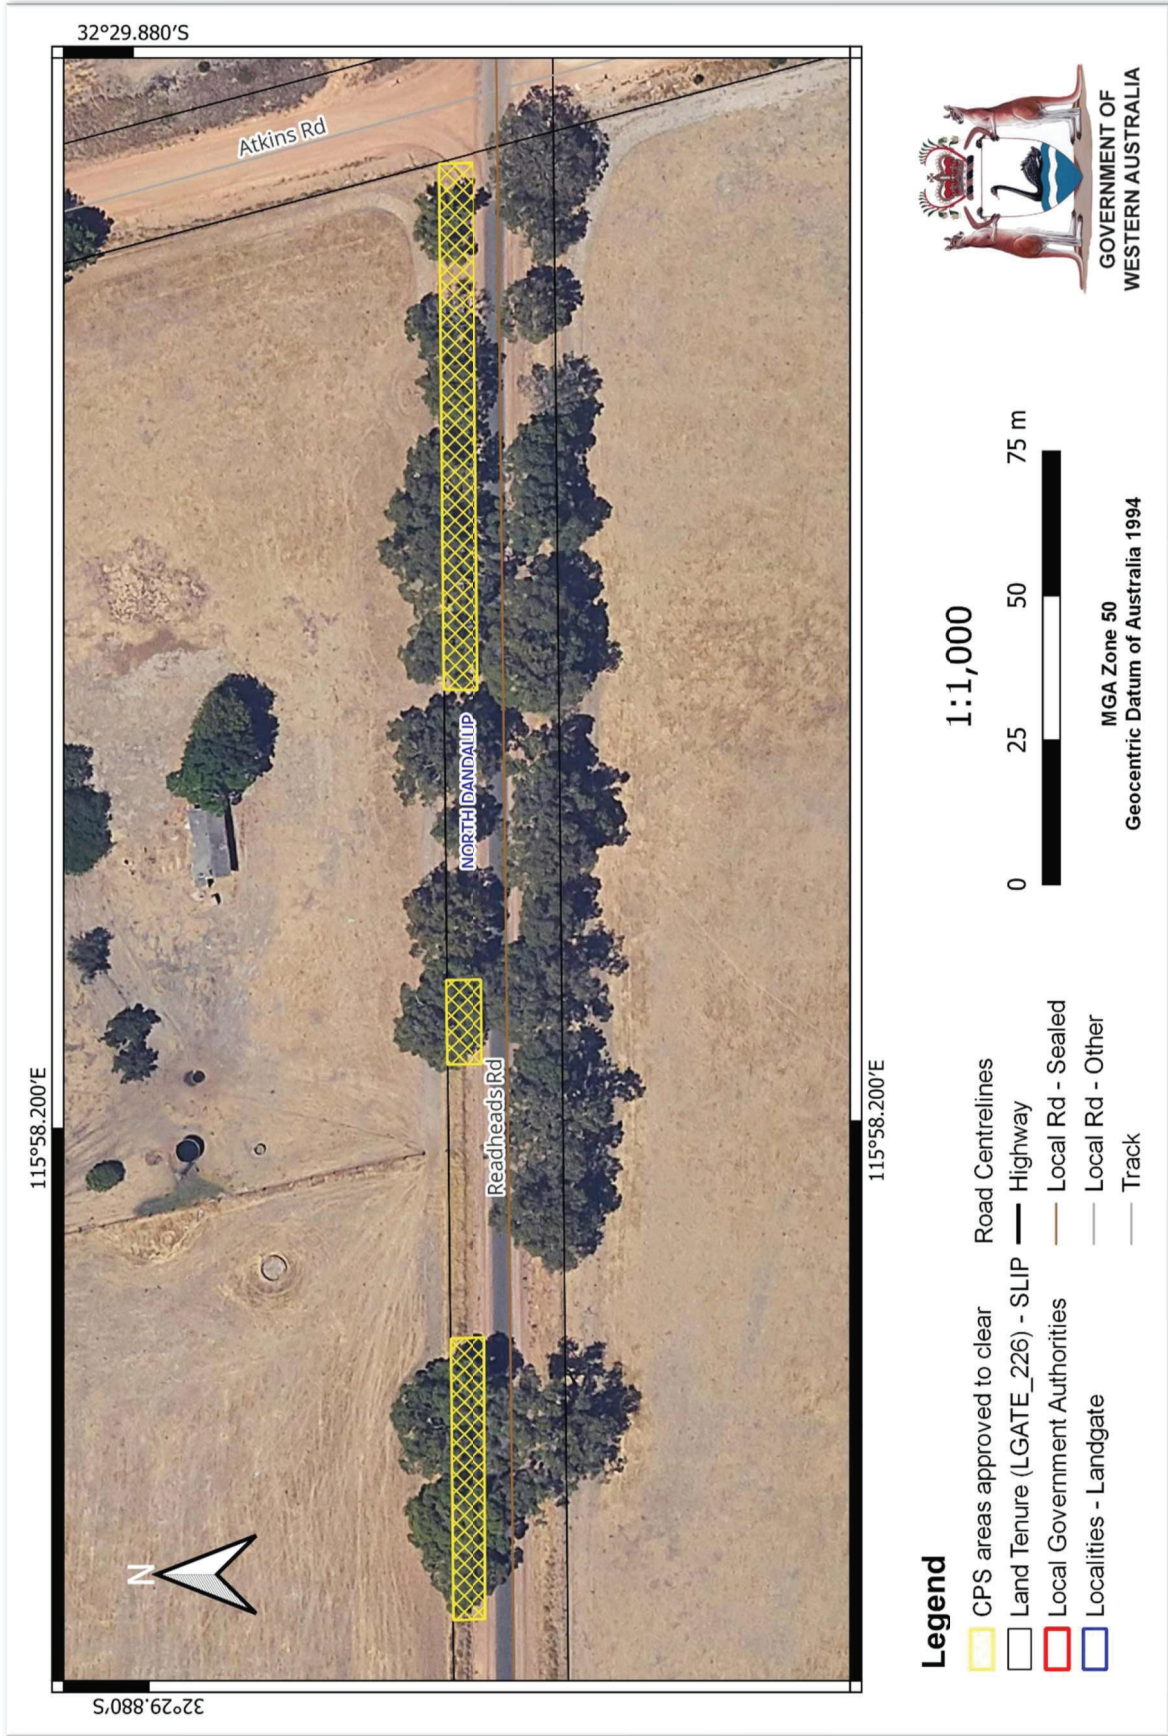 115°58.200'E
32°29.880'S
32°29.880'S
Atkins Rd
NORTH DANDALUP
Readheads Rd
N
115°58.200'E
Legend
CPS areas approved to clear
Land Tenure (LGATE_226) - SLIP
Local Government Authorities
Localities - Landgate
Road Centrelines
Highway
Local Rd - Sealed
Local Rd - Other
Track
1:1,000
0 25 50 75 m
MGA Zone 50
Geocentric Datum of Australia 1994
GOVERNMENT OF
WESTERN AUSTRALIA